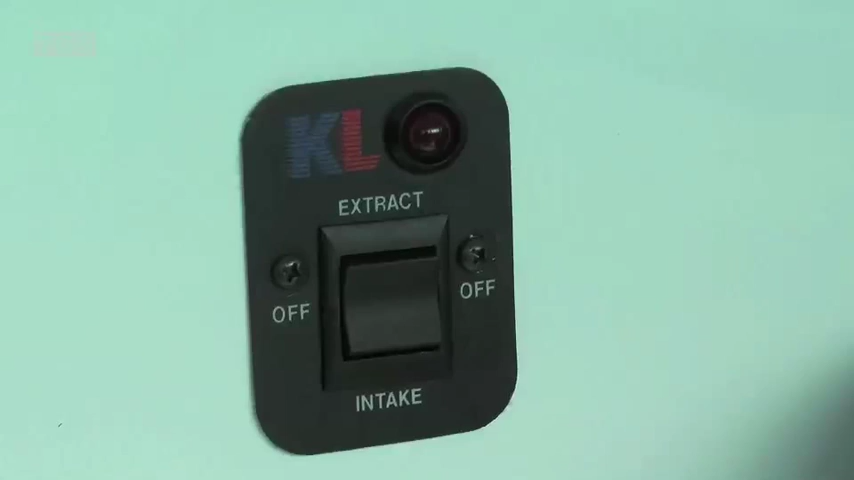 KL
EXTRACT
OFF
OFF
INTAKE